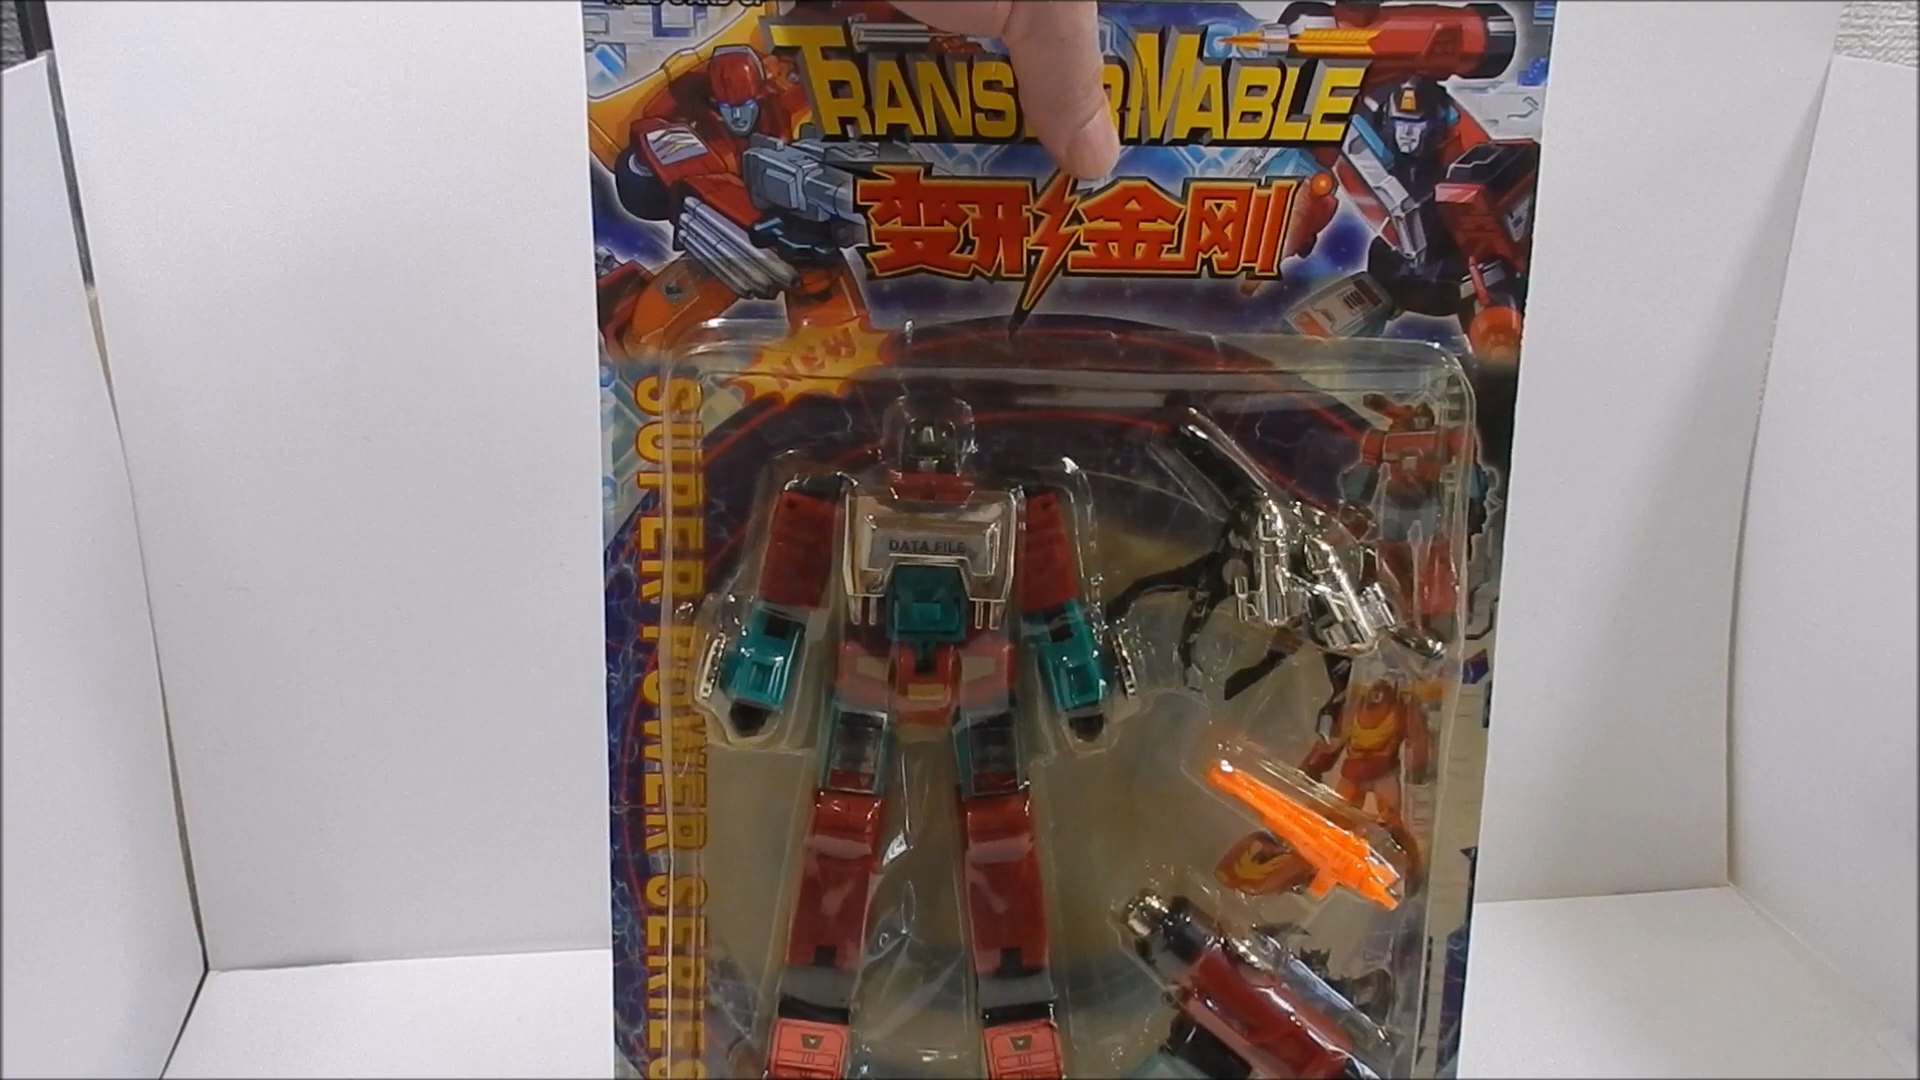 TRANSFORMABLE
变形金刚
NEW
SUPER POWER SERIES
DATA FILE